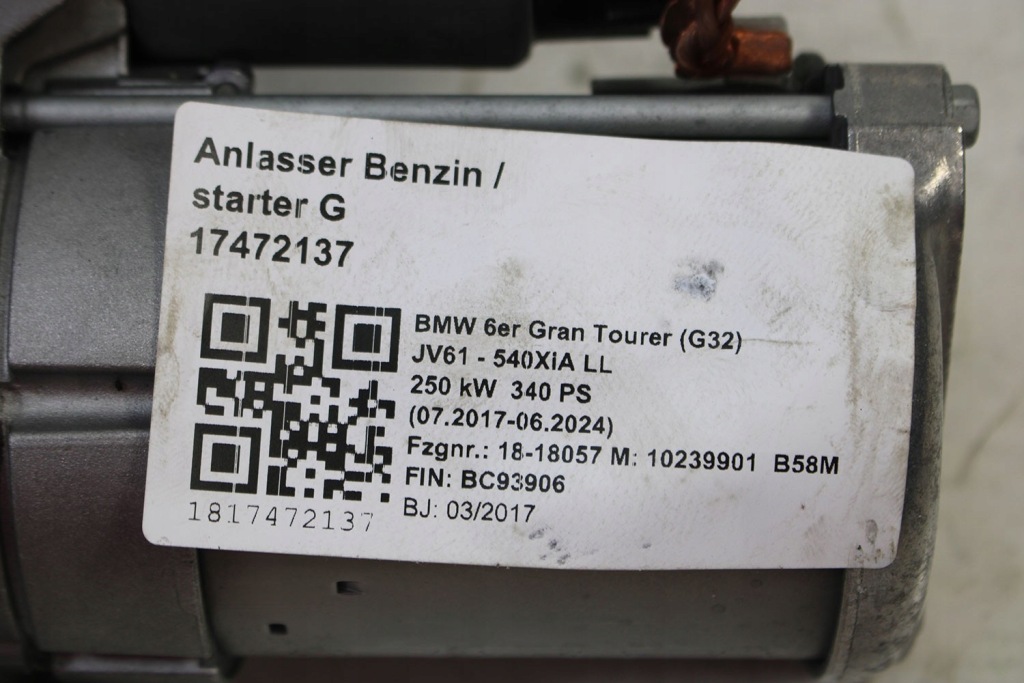 Anlasser Benzin /
starter G
17472137
BMW 6er Gran Tourer (G32)
JV61 - 540XiA LL
250 kW 340 PS
(07.2017-06.2024)
Fzgnr.: 18-18057 M: 10239901 B58M
FIN: BC93906
BJ: 03/2017
1817472137